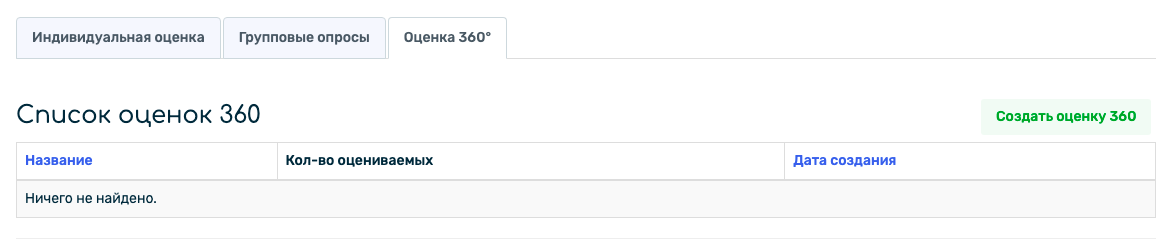 Индивидуальная оценка Групповые опросы Оценка 360°
Список оценок 360 Создать оценку 360
Название Кол-во оцениваемых Дата создания
Ничего не найдено.